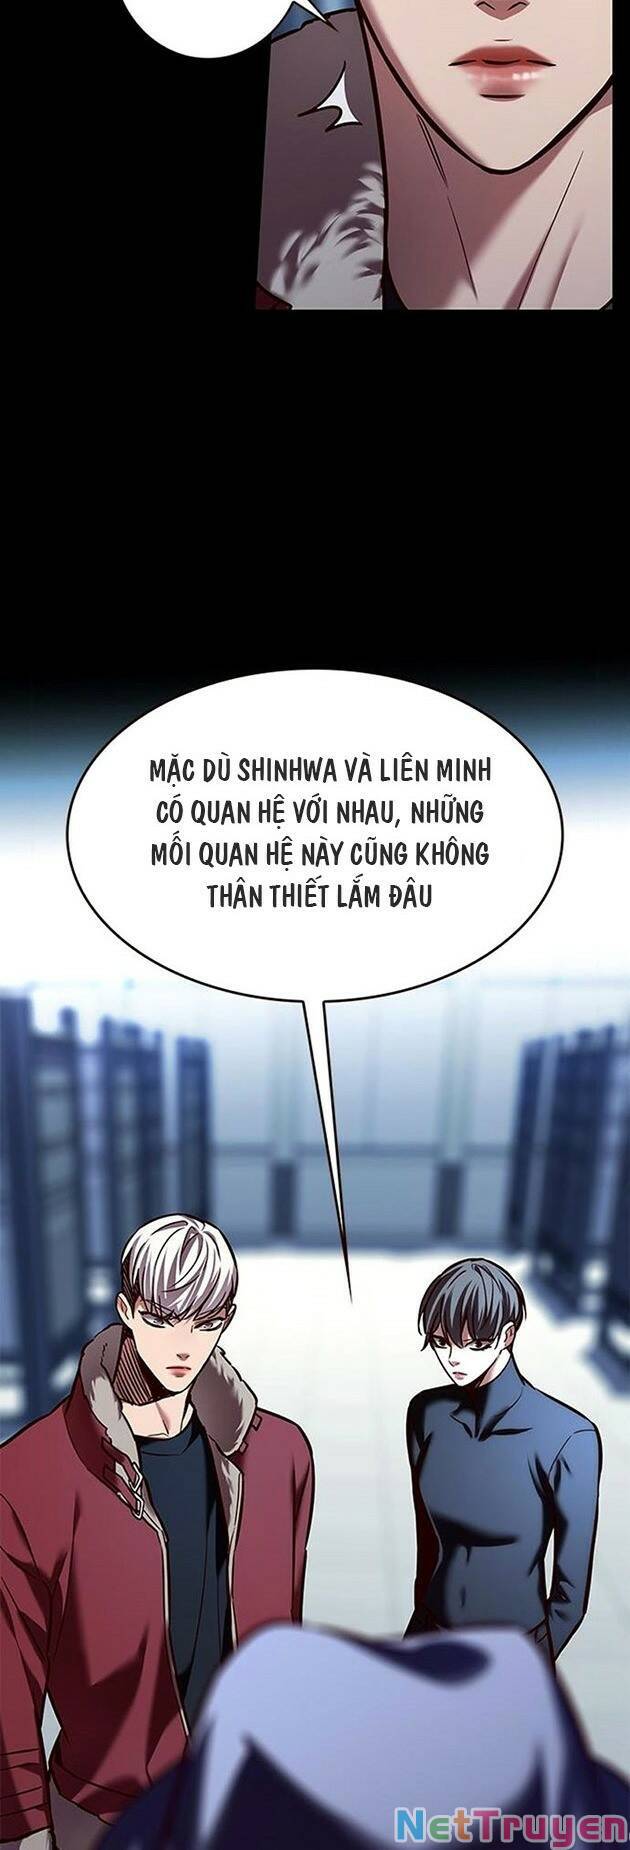 MẶC DÙ SHINHWA VÀ LIÊN MINH
CÓ QUAN HỆ VỚI NHAU, NHỮNG
MỐI QUAN HỆ NÀY CŨNG KHÔNG
THÂN THIẾT LẮM ĐÂU
NetTruyen